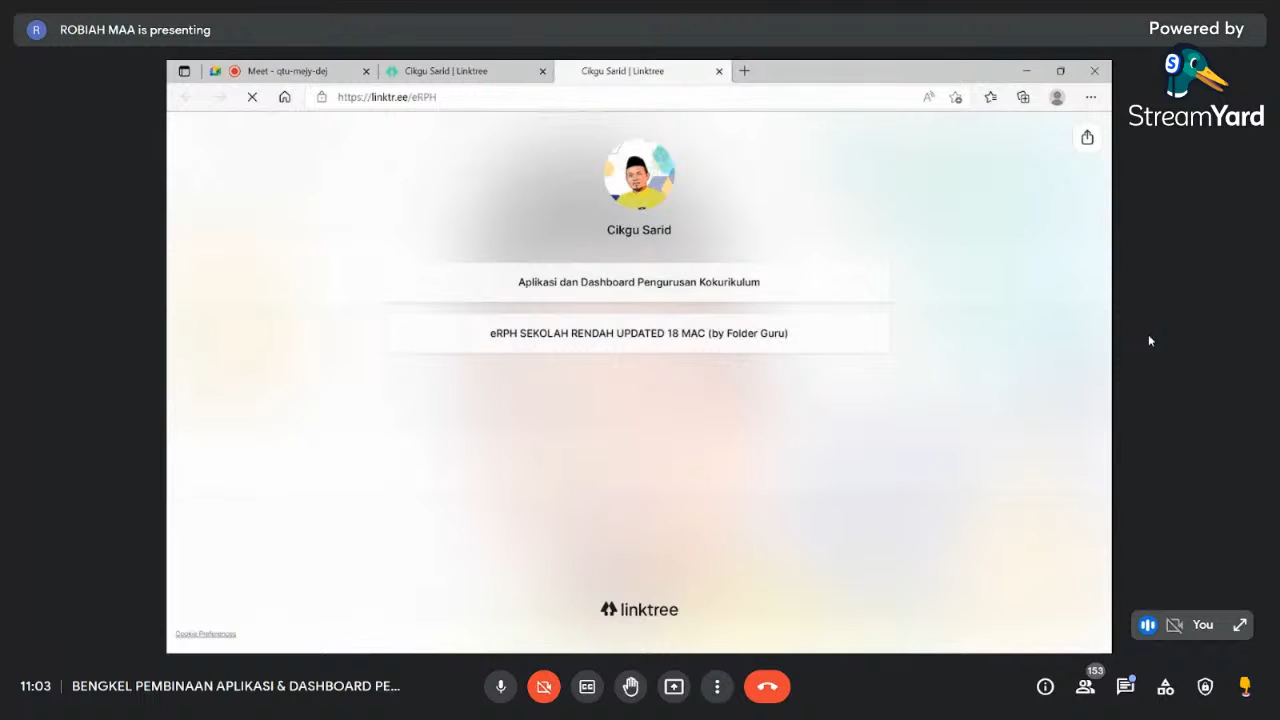 R ROBIAH MAA is presenting
Powered by
StreamYard
Meet - qtu-mejy-dej
Cikgu Sarid | Linktree
Cikgu Sarid | Linktree
https://linktr.ee/eRPH
Cikgu Sarid
Aplikasi dan Dashboard Pengurusan Kokurikulum
eRPH SEKOLAH RENDAH UPDATED 18 MAC (by Folder Guru)
linktree
Cookie Preferences
You
153
11:03 | BENGKEL PEMBINAAN APLIKASI & DASHBOARD PE...